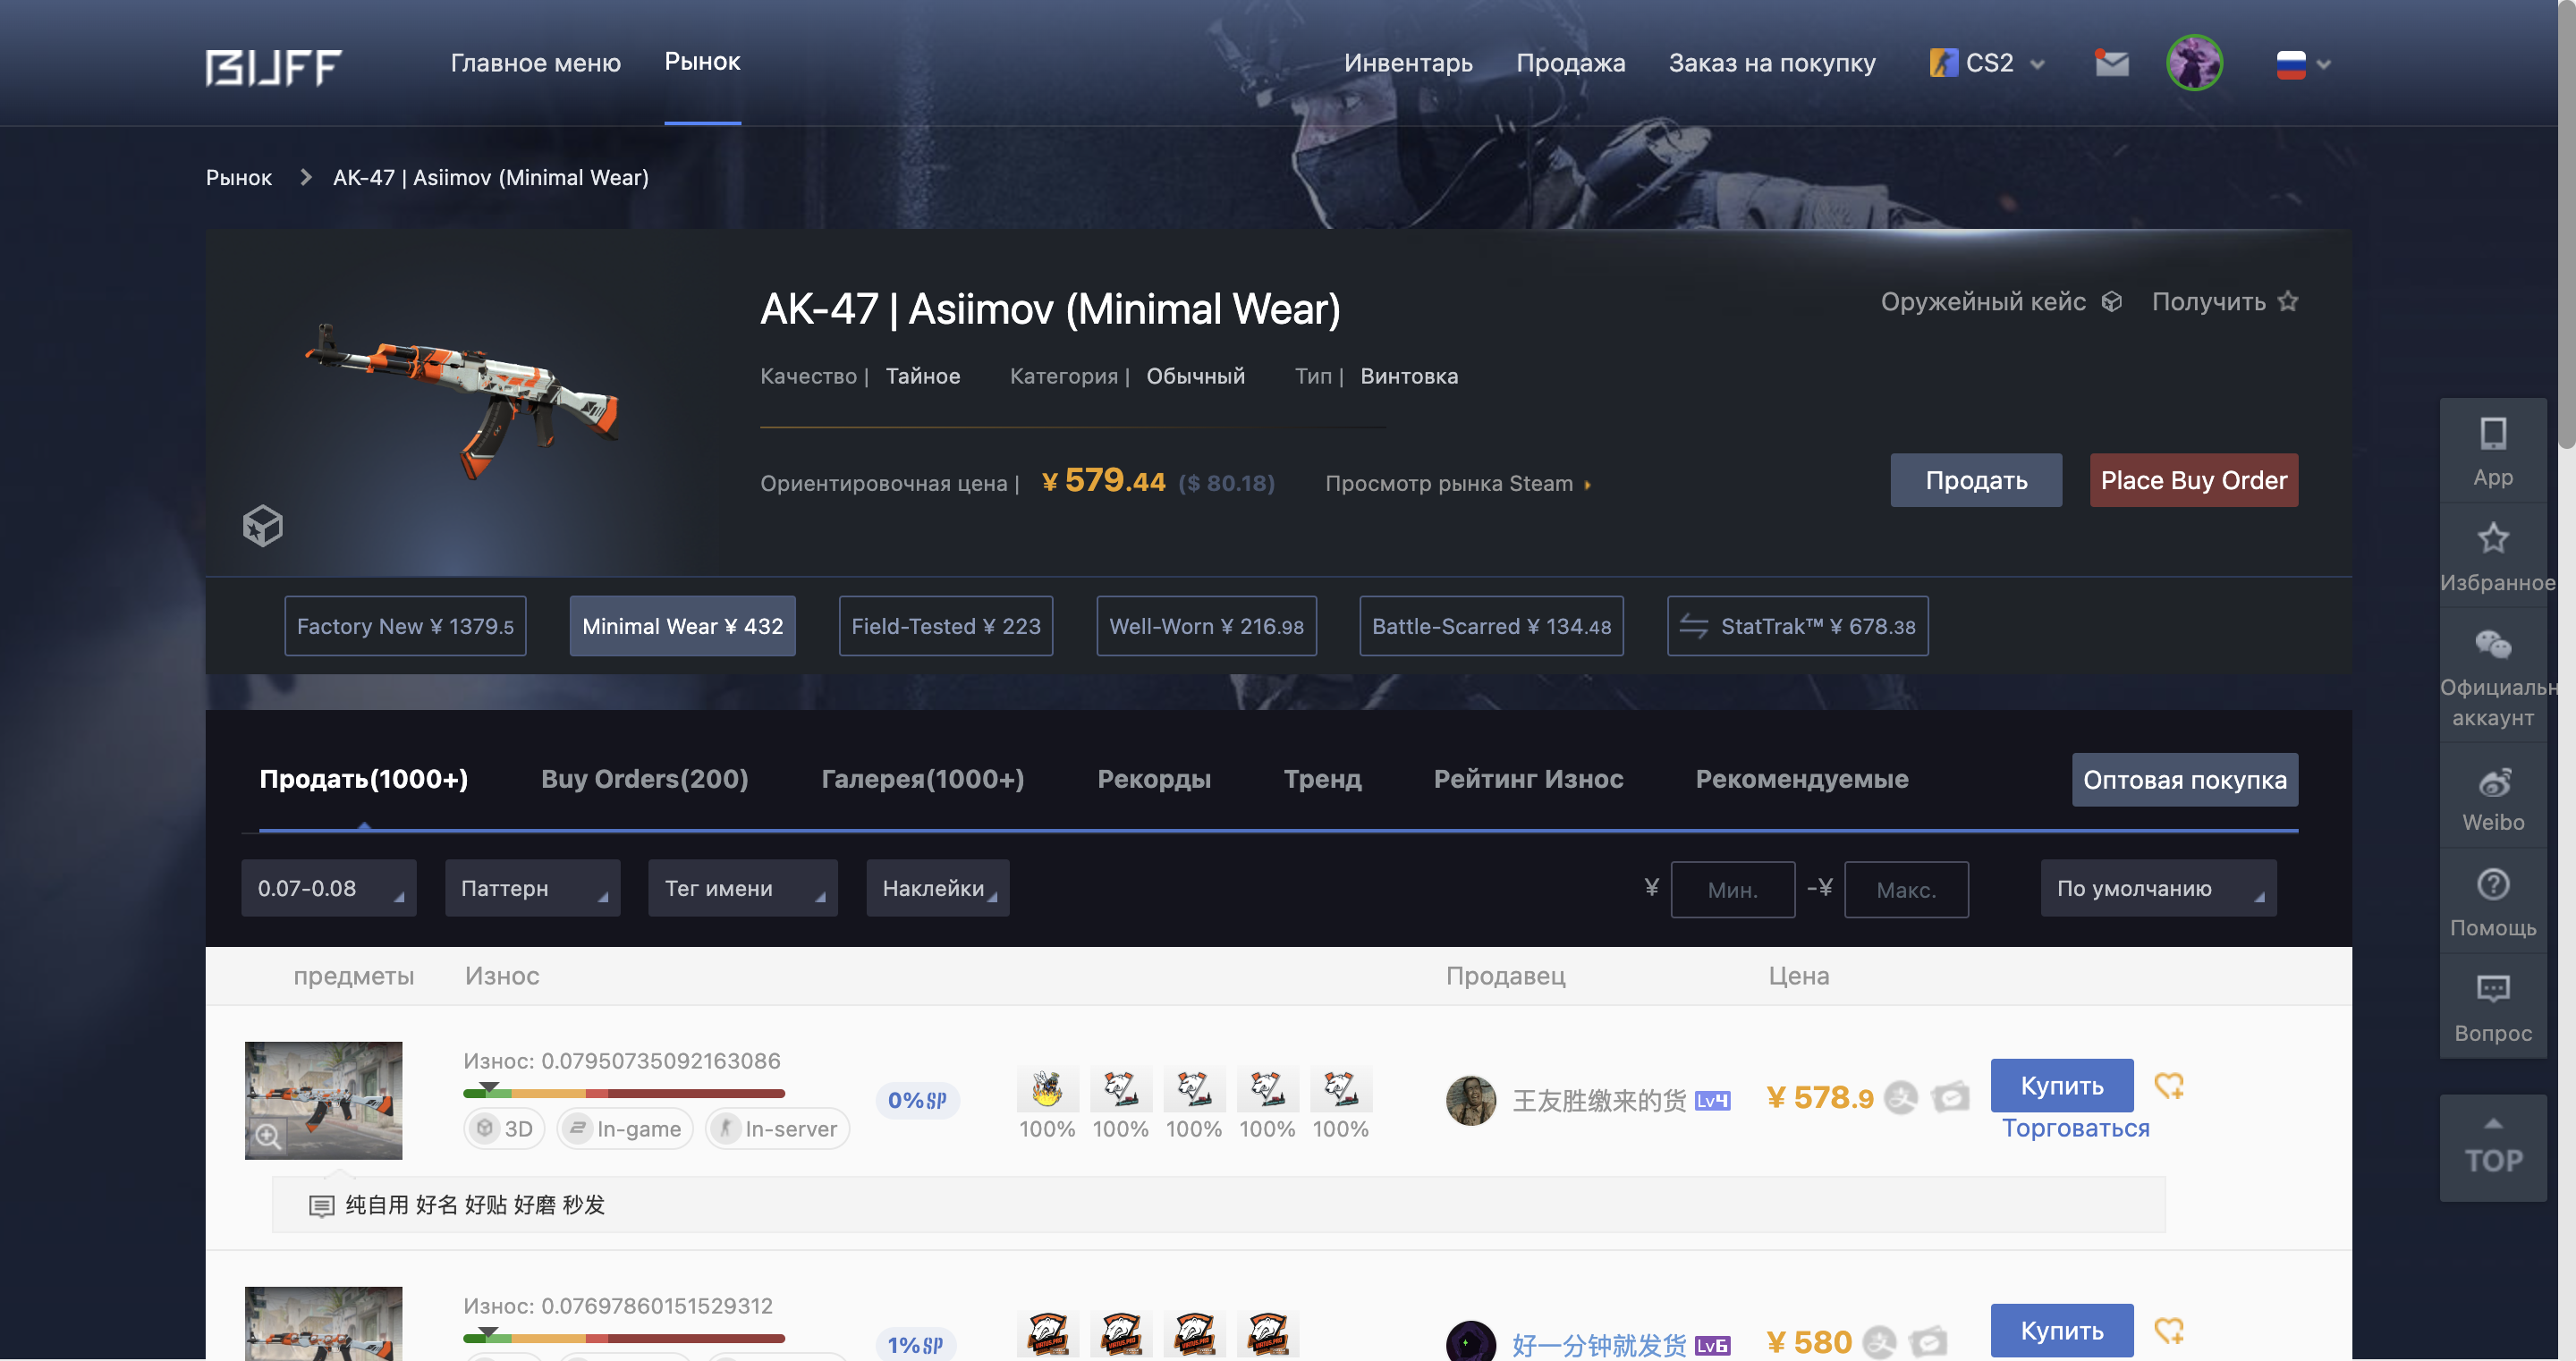 BUFF
Главное меню
Рынок
Инвентарь
Продажа
Заказ на покупку
CS2
Рынок
AK-47 | Asiimov (Minimal Wear)
AK-47 | Asiimov (Minimal Wear)
Оружейный кейс
Получить
Качество | Тайное
Категория | Обычный
Тип | Винтовка
Ориентировочная цена | ¥ 579.44 ($ 80.18)
Просмотр рынка Steam
Продать
Place Buy Order
Factory New ¥ 1379.5
Minimal Wear ¥ 432
Field-Tested ¥ 223
Well-Worn ¥ 216.98
Battle-Scarred ¥ 134.48
StatTrak™ ¥ 678.38
Продать(1000+)
Buy Orders(200)
Галерея(1000+)
Рекорды
Тренд
Рейтинг Износ
Рекомендуемые
Оптовая покупка
0.07-0.08
Паттерн
Тег имени
Наклейки
¥ Мин. -¥ Макс.
По умолчанию
предметы
Износ
Продавец
Цена
Износ: 0.07950735092163086
3D
In-game
In-server
0%SP
100% 100% 100% 100% 100%
王友胜缴来的货 Lv4
¥ 578.9
Купить
Торговаться
纯自用 好名 好贴 好磨 秒发
Износ: 0.07697860151529312
1%SP
好一分钟就发货 Lv6
¥ 580
Купить
App
Избранное
Официальн
аккаунт
Weibo
Помощь
Вопрос
TOP